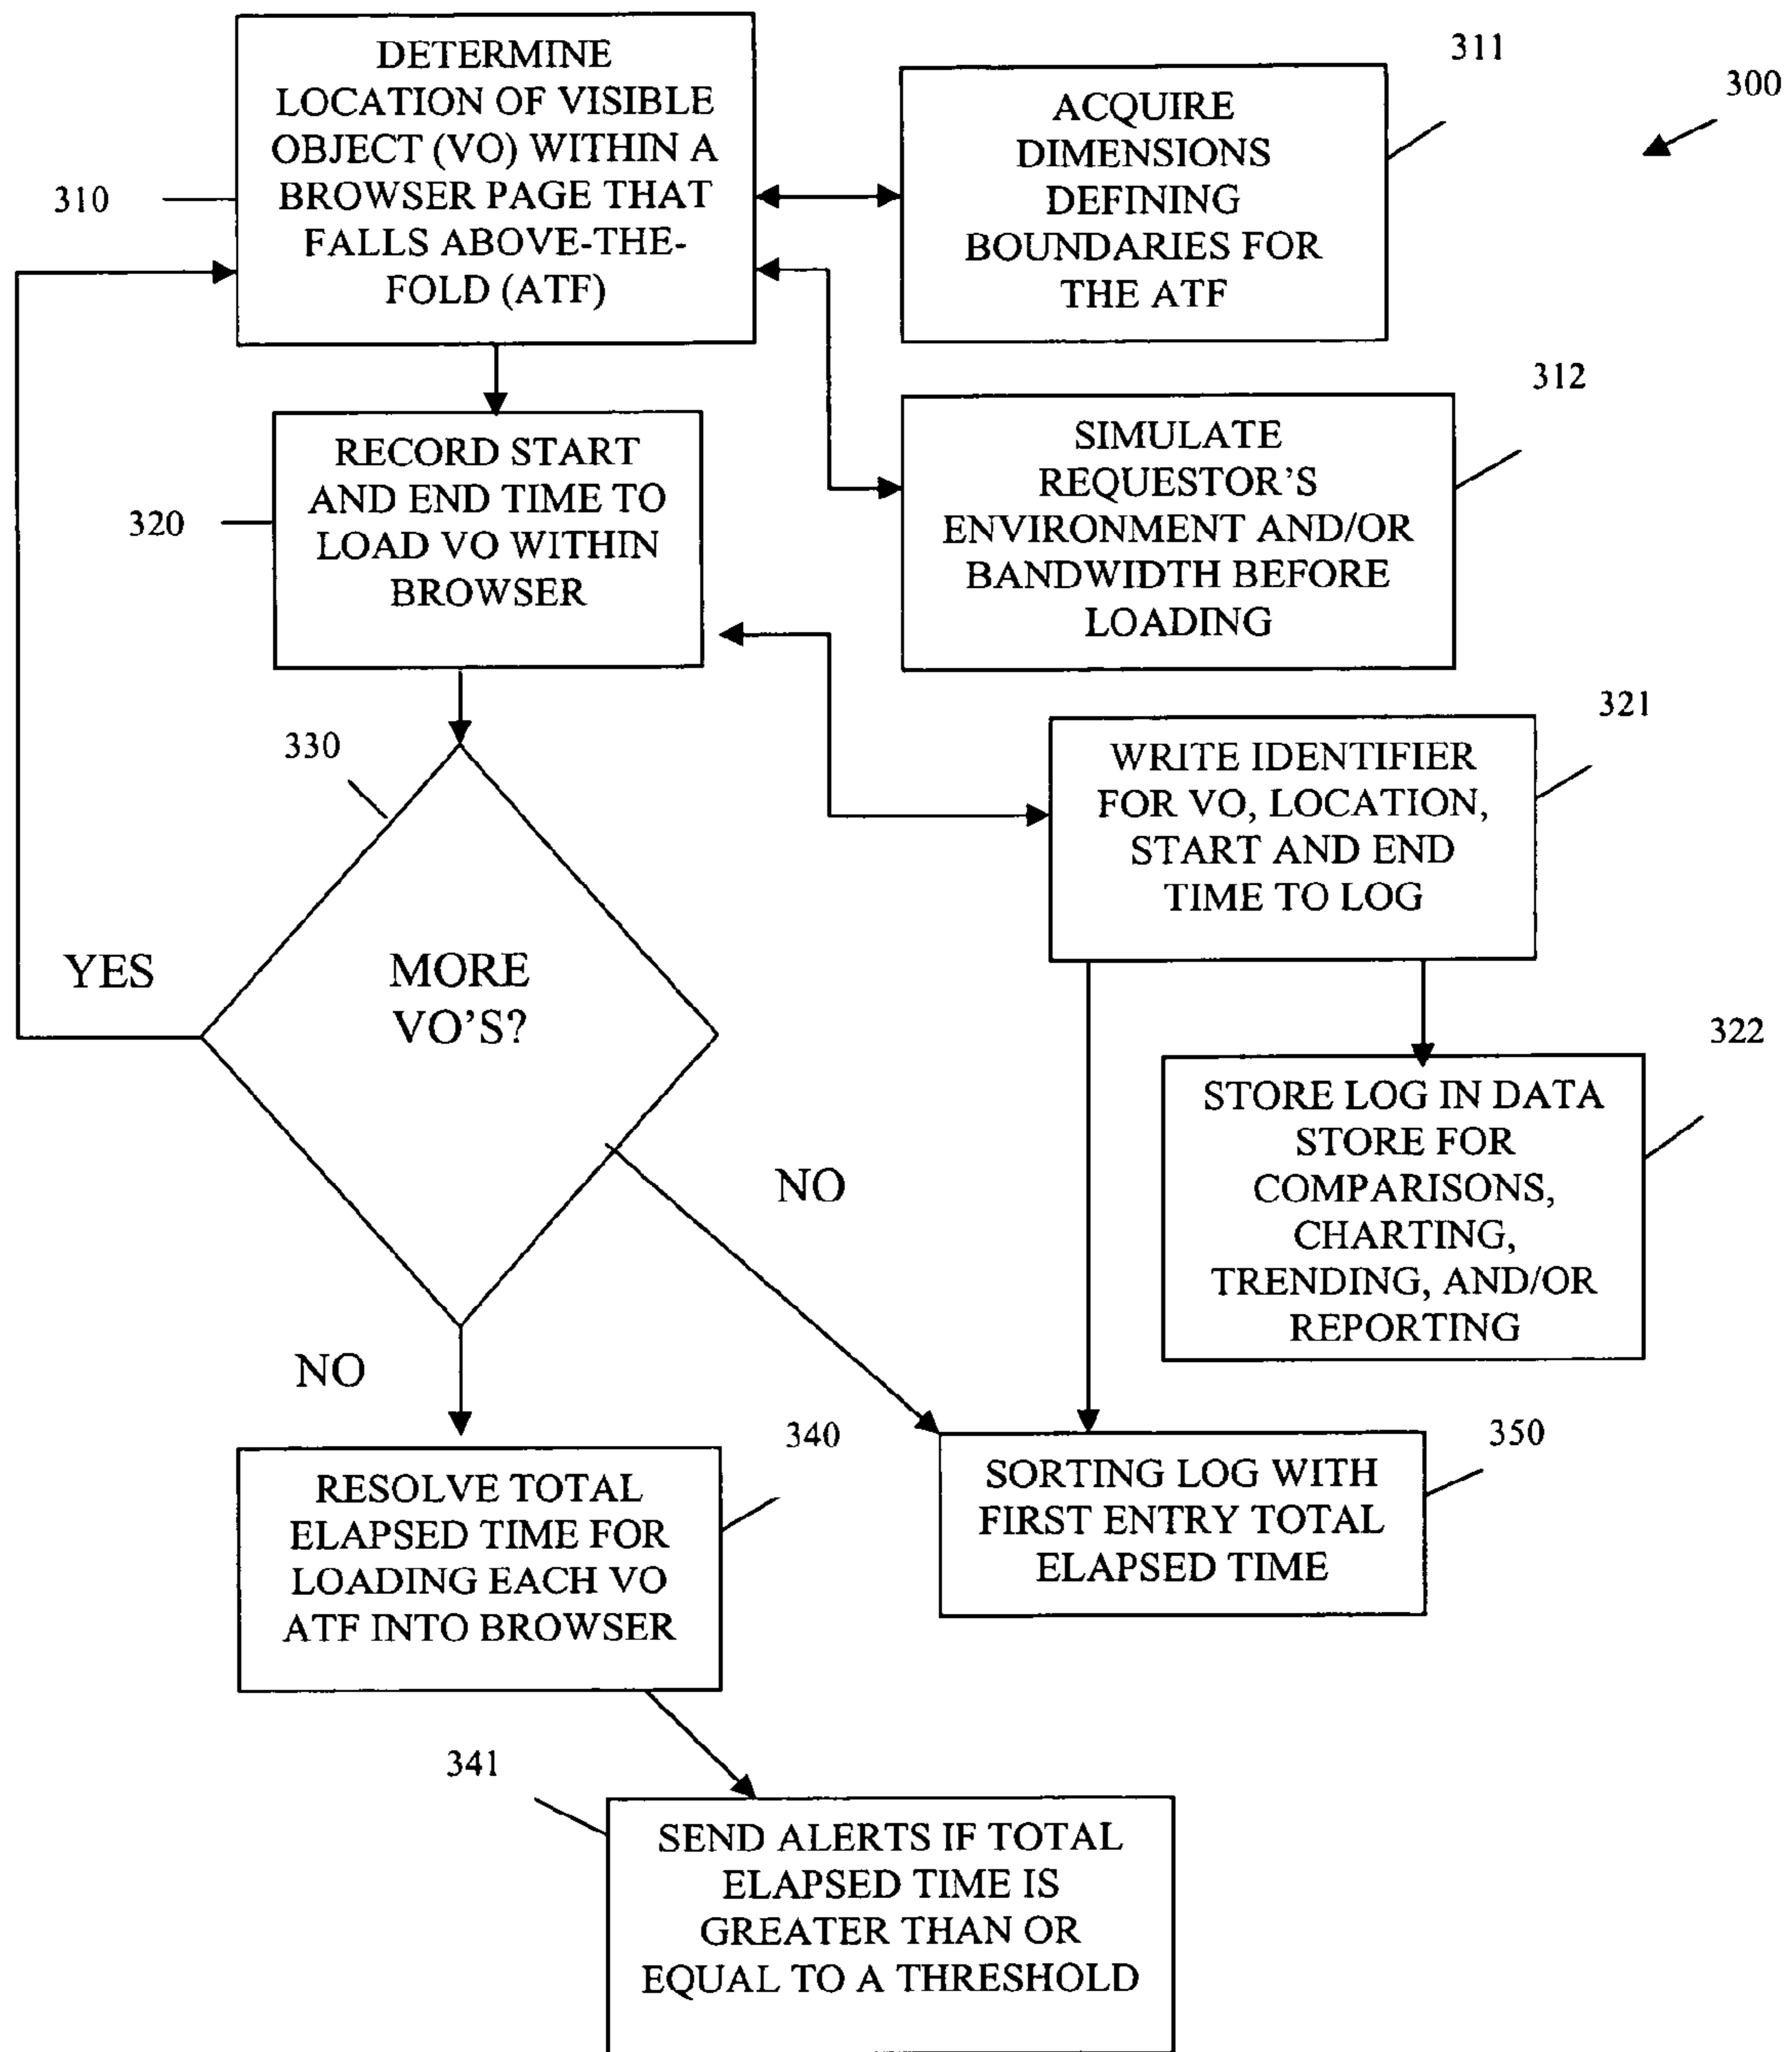 DETERMINE
LOCATION OF VISIBLE
OBJECT (VO) WITHIN A
BROWSER PAGE THAT
FALLS ABOVE-THE-
FOLD (ATF)
310
311
ACQUIRE
DIMENSIONS
DEFINING
BOUNDARIES FOR
THE ATF
300
312
SIMULATE
REQUESTOR'S
ENVIRONMENT AND/OR
BANDWIDTH BEFORE
LOADING
RECORD START
AND END TIME TO
LOAD VO WITHIN
BROWSER
320
321
WRITE IDENTIFIER
FOR VO, LOCATION,
START AND END
TIME TO LOG
330
MORE
VO'S?
YES
NO
NO
322
STORE LOG IN DATA
STORE FOR
COMPARISONS,
CHARTING,
TRENDING, AND/OR
REPORTING
340
RESOLVE TOTAL
ELAPSED TIME FOR
LOADING EACH VO
ATF INTO BROWSER
350
SORTING LOG WITH
FIRST ENTRY TOTAL
ELAPSED TIME
341
SEND ALERTS IF TOTAL
ELAPSED TIME IS
GREATER THAN OR
EQUAL TO A THRESHOLD